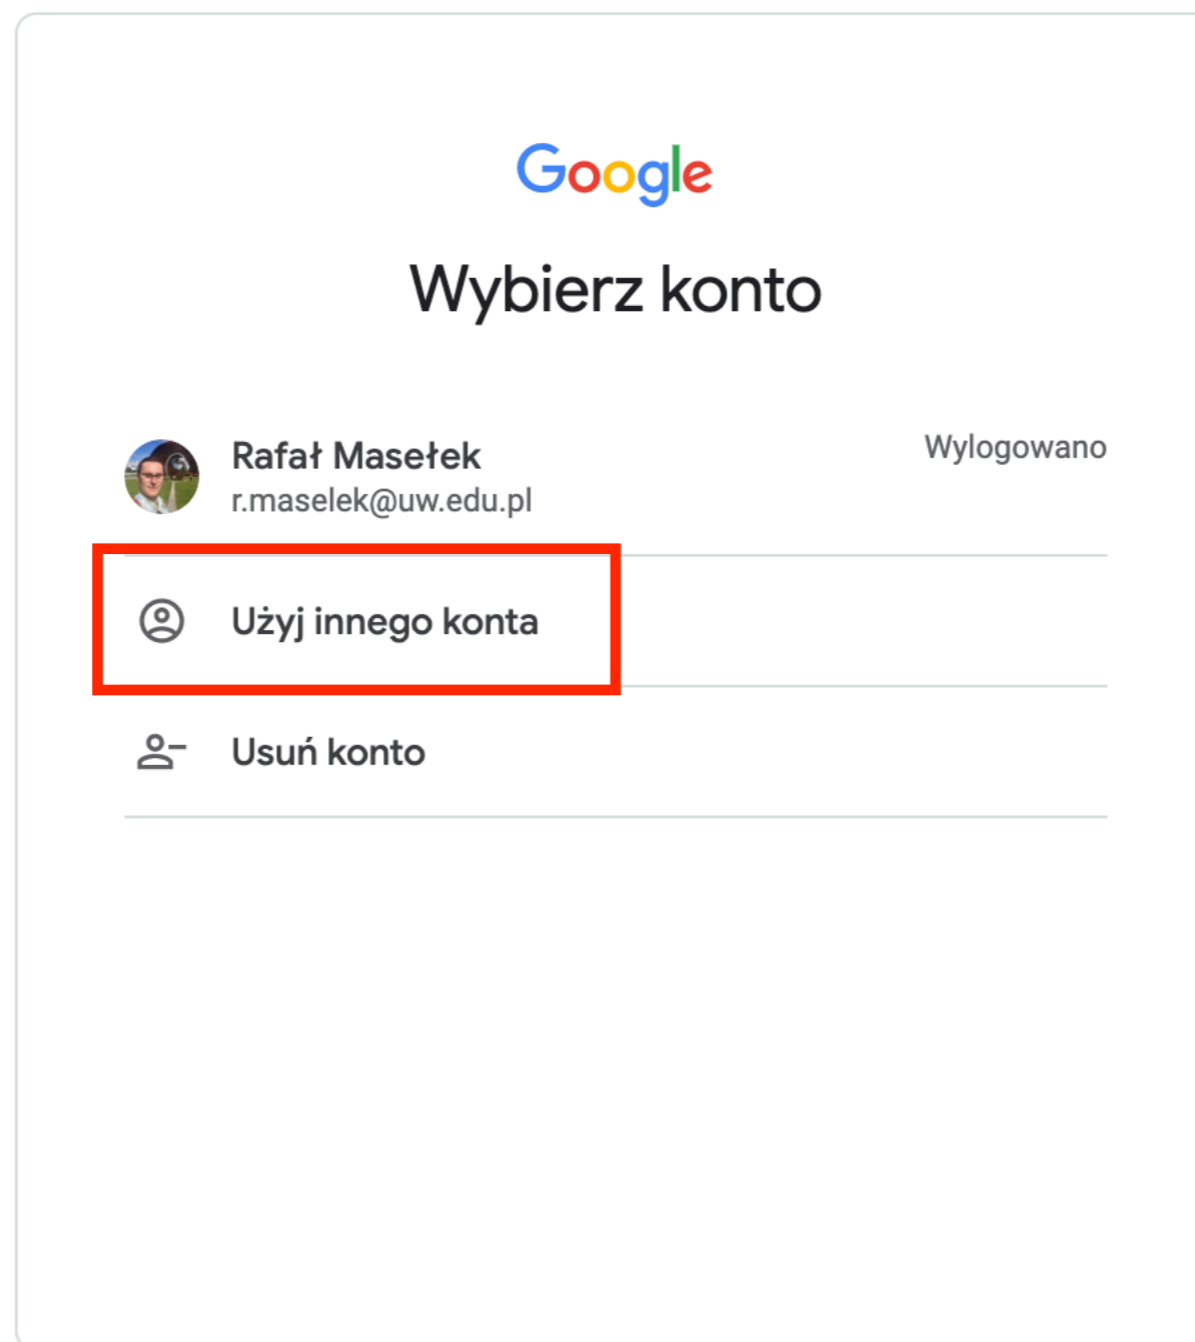 Google
Wybierz konto
Rafał Masełek
Wylogowano
r.maselek@uw.edu.pl
Użyj innego konta
Usuń konto